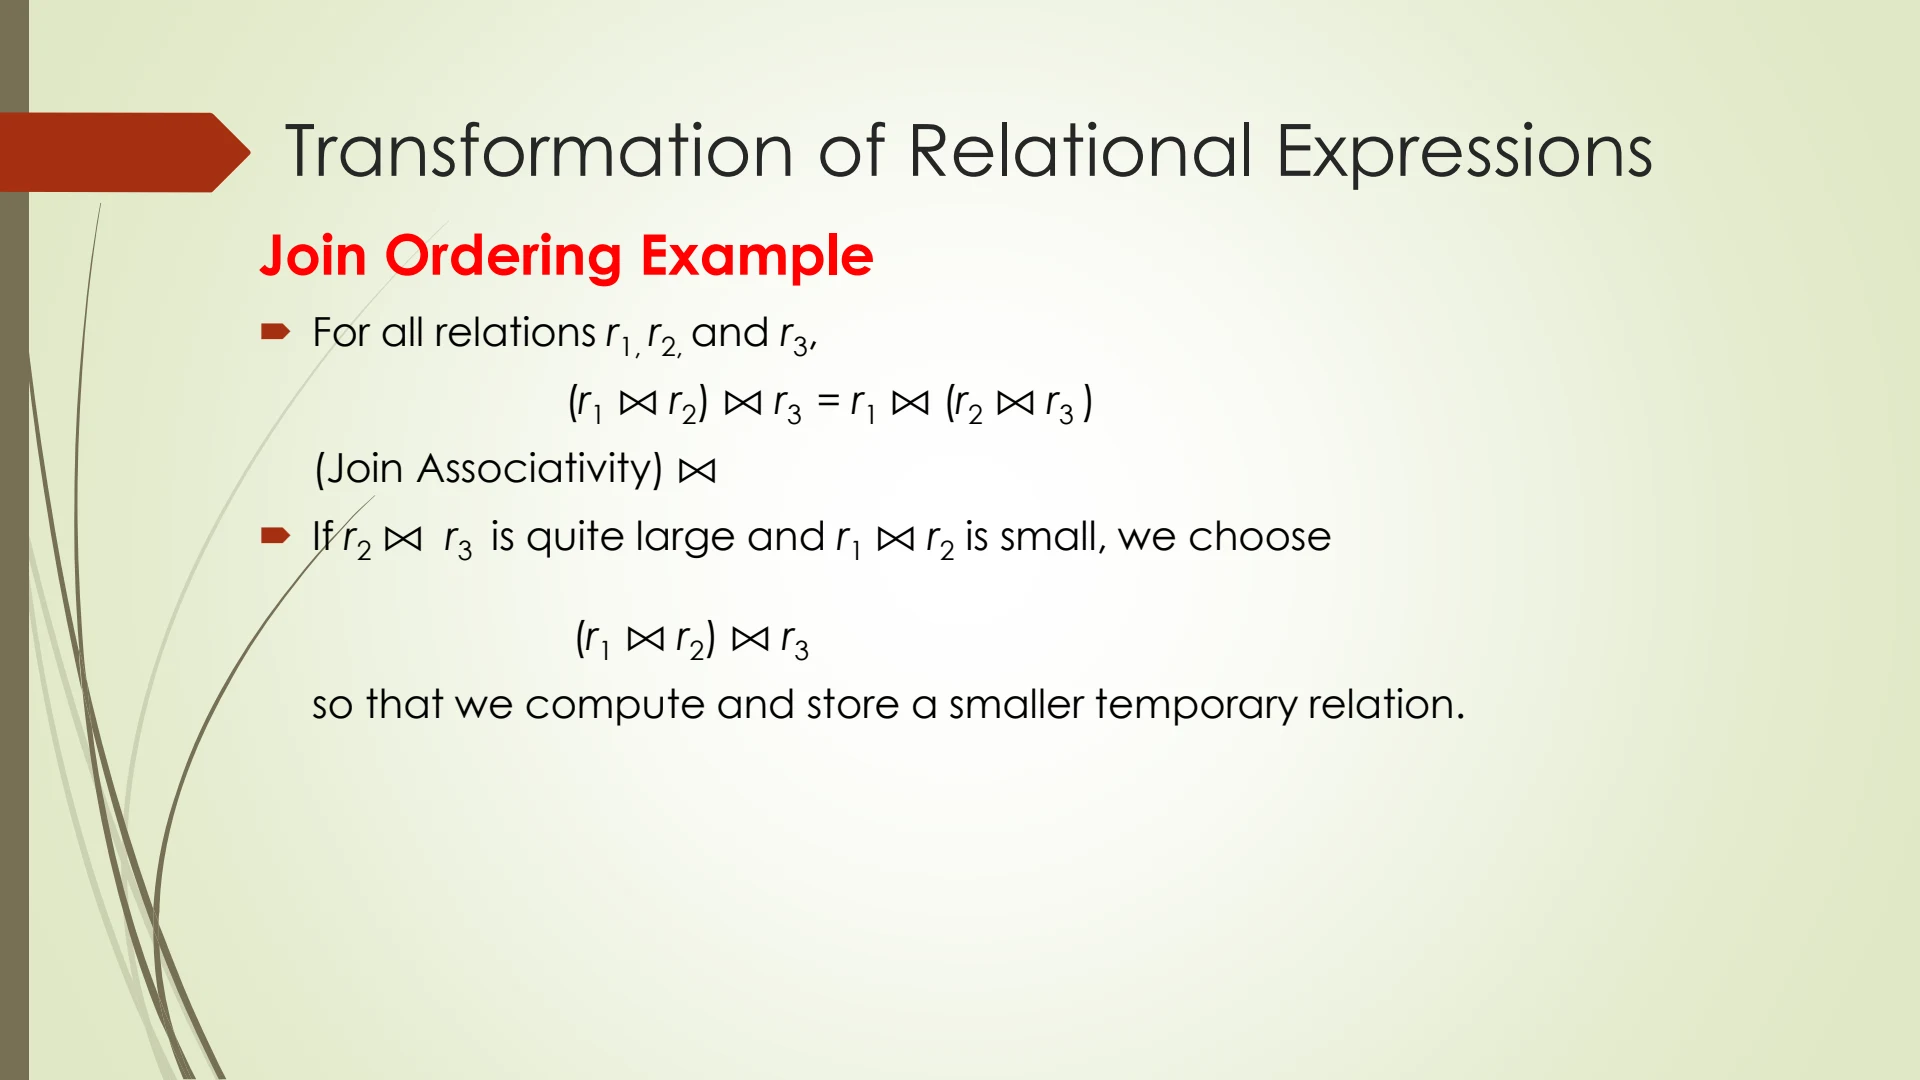 Transformation of Relational Expressions
Join Ordering Example
For all relations r₁, r₂, and r₃,
(r₁ ⋈ r₂) ⋈ r₃ = r₁ ⋈ (r₂ ⋈ r₃ )
(Join Associativity) ⋈
If r₂ ⋈ r₃ is quite large and r₁ ⋈ r₂ is small, we choose
(r₁ ⋈ r₂) ⋈ r₃
so that we compute and store a smaller temporary relation.